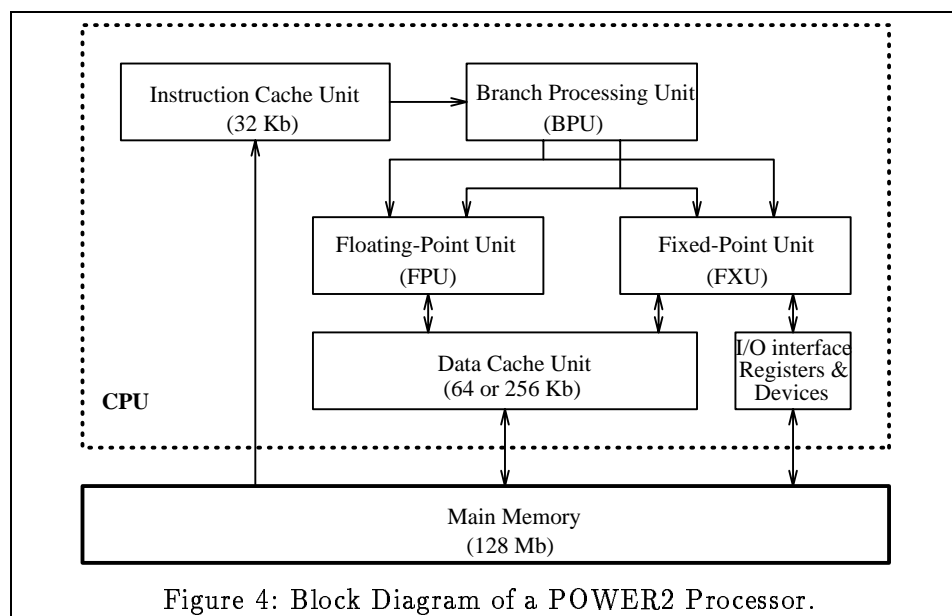 Instruction Cache Unit
(32 Kb)
Branch Processing Unit
(BPU)
Floating-Point Unit
(FPU)
Fixed-Point Unit
(FXU)
Data Cache Unit
(64 or 256 Kb)
I/O interface
Registers &
Devices
CPU
Main Memory
(128 Mb)
Figure 4: Block Diagram of a POWER2 Processor.